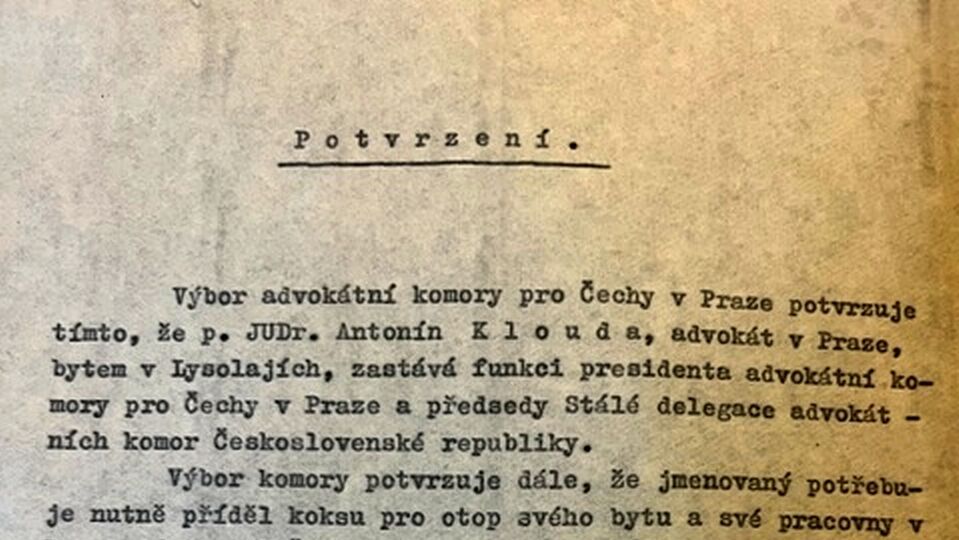 Potvrzení.
Výbor advokátní komory pro Čechy v Praze potvrzuje
tímto, že p. JUDr. Antonín Klouda, advokát v Praze,
bytem v Lysolajích, zastává funkci presidenta advokátní ko-
mory pro Čechy v Praze a předsedy Stálé delegace advokát -
ních komor Československé republiky.
Výbor komory potvrzuje dále, že jmenovaný potřebu-
je nutně příděl koksu pro otop svého bytu a své pracovny v